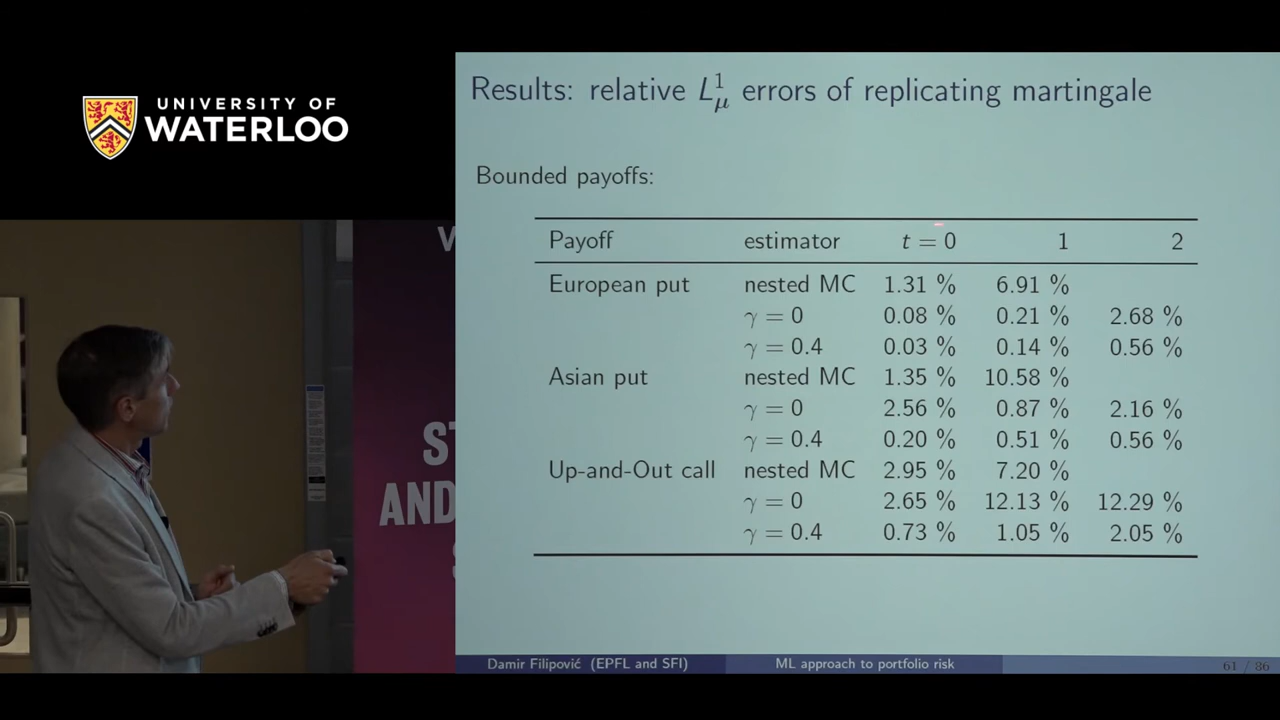 UNIVERSITY OF
WATERLOO
Results: relative L¹μ errors of replicating martingale
Bounded payoffs:
Payoff estimator t = 0 1 2
European put nested MC 1.31 % 6.91 %
γ = 0 0.08 % 0.21 % 2.68 %
γ = 0.4 0.03 % 0.14 % 0.56 %
Asian put nested MC 1.35 % 10.58 %
γ = 0 2.56 % 0.87 % 2.16 %
γ = 0.4 0.20 % 0.51 % 0.56 %
Up-and-Out call nested MC 2.95 % 7.20 %
γ = 0 2.65 % 12.13 % 12.29 %
γ = 0.4 0.73 % 1.05 % 2.05 %
AND
Damir Filipović (EPFL and SFI) ML approach to portfolio risk 61 / 86